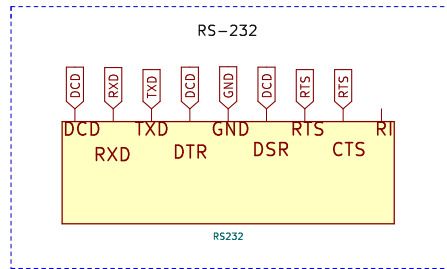 RS-232
DCD RXD TXD DCD GND DCD RTS RTS
DCD TXD GND RTS RI
RXD DTR DSR CTS
RS232